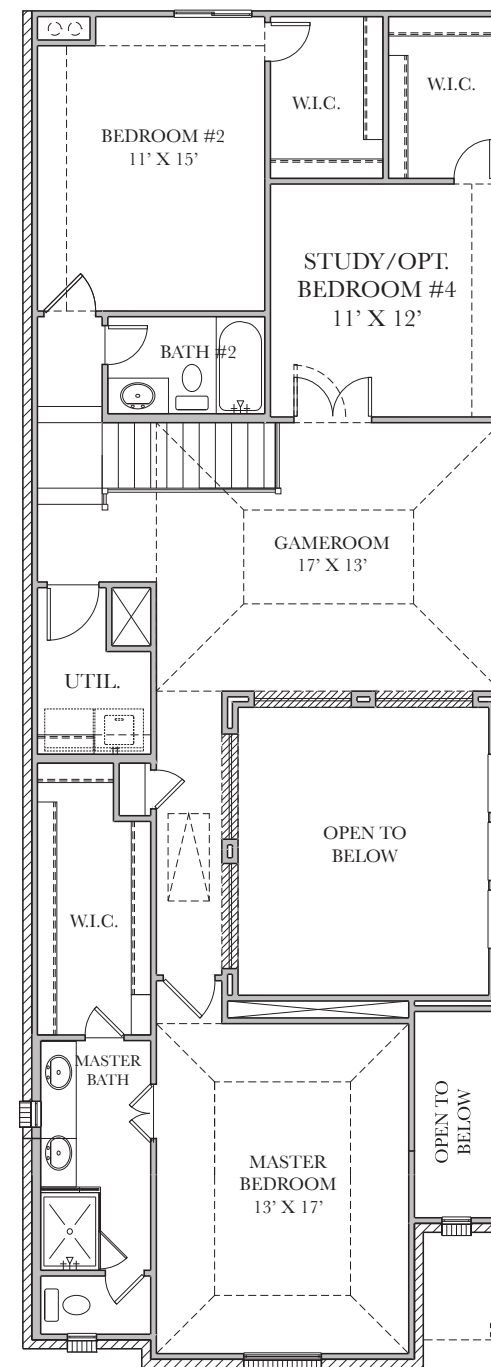 W.I.C.
W.I.C.
BEDROOM #2
11’ X 15’
STUDY/OPT.
BEDROOM #4
11’ X 12’
BATH #2
GAMEROOM
17’ X 13’
UTIL.
OPEN TO
BELOW
W.I.C.
MASTER
BATH
OPEN TO
BELOW
MASTER
BEDROOM
13’ X 17’